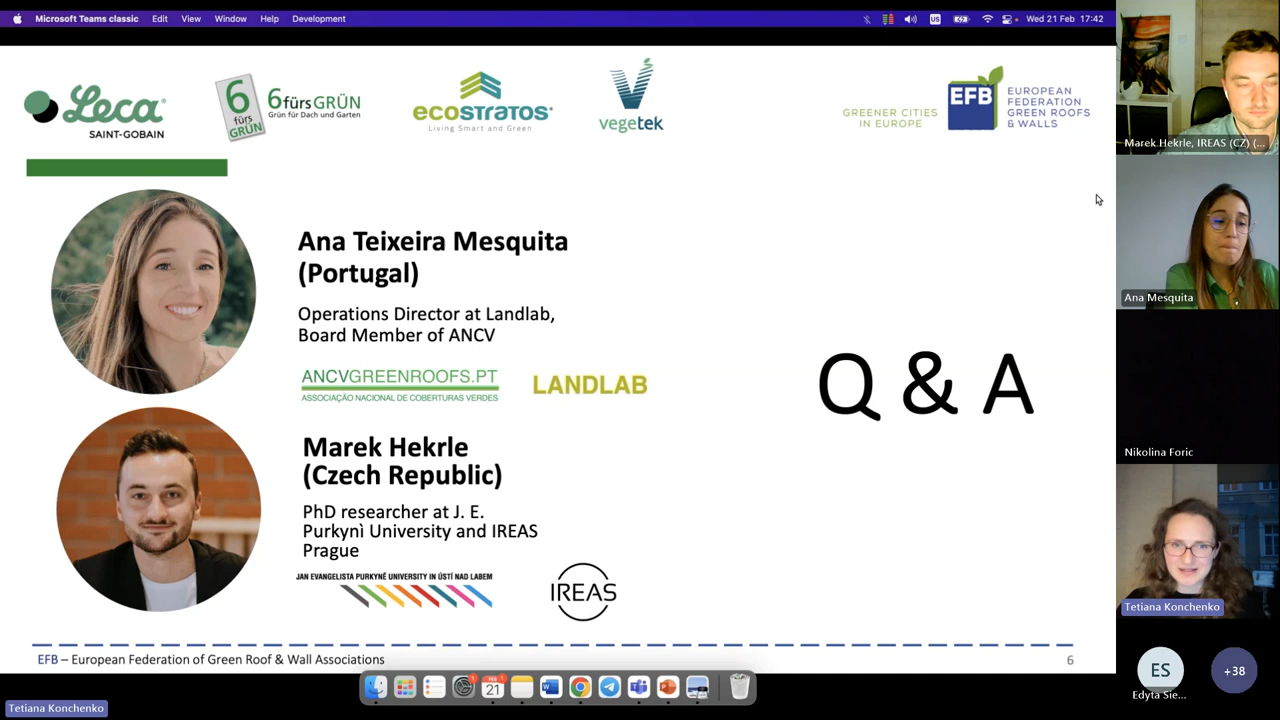 Microsoft Teams classic Edit View Window Help Development
US
Wed 21 Feb 17:42
Leca
SAINT-GOBAIN
6
fürs
GRÜN
6fürsGRÜN
Grün für Dach und Garten
ecostratos
Living Smart and Green
vegetek
GREENER CITIES
IN EUROPE
EFB
EUROPEAN
FEDERATION
GREEN ROOFS
& WALLS
Ana Teixeira Mesquita
(Portugal)
Operations Director at Landlab,
Board Member of ANCV
ANCVGREENROOFS.PT
ASSOCIAÇÃO NACIONAL DE COBERTURAS VERDES
LANDLAB
Marek Hekrle
(Czech Republic)
PhD researcher at J. E.
Purkynì University and IREAS
Prague
JAN EVANGELISTA PURKYNĚ UNIVERSITY IN ÚSTÍ NAD LABEM
IREAS
Q & A
EFB – European Federation of Green Roof & Wall Associations
6
FEB
21
Tetiana Konchenko
Marek Hekrle, IREAS (CZ) (...
Ana Mesquita
Nikolina Foric
Tetiana Konchenko
ES
Edyta Sie...
+38